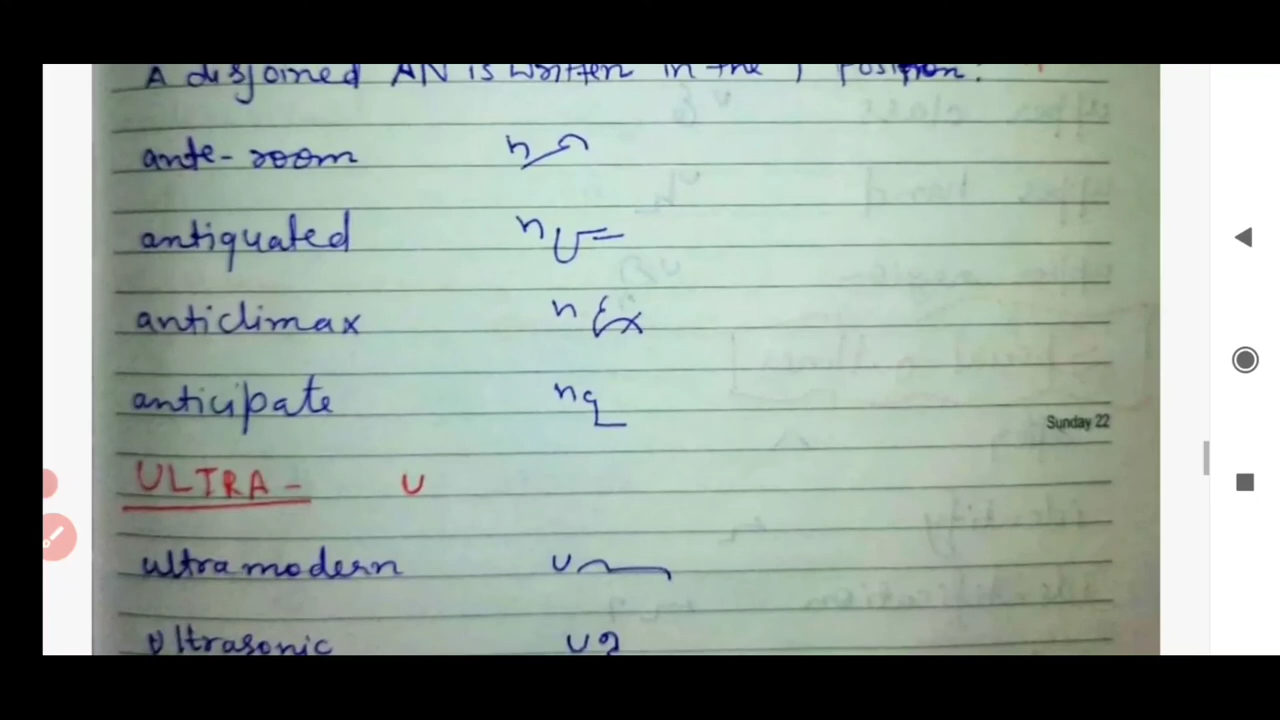 A disjoined AN is written in the 1 position.
ante-room
antiquated
anticlimax
anticipate
Sunday 22
ULTRA - U
ultramodern
ultrasonic